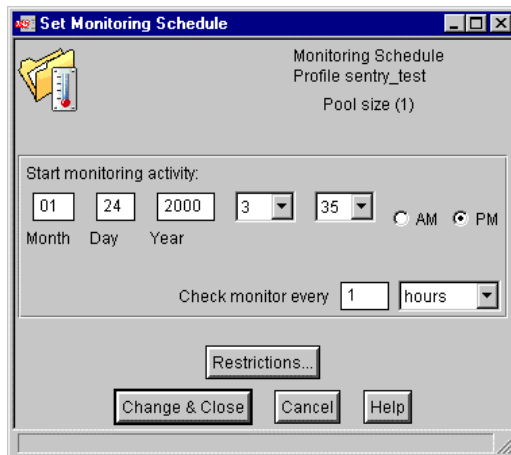 Set Monitoring Schedule
Monitoring Schedule
Profile sentry_test
Pool size (1)
Start monitoring activity:
01 24 2000 3 35 AM PM
Month Day Year
Check monitor every 1 hours
Restrictions...
Change & Close Cancel Help